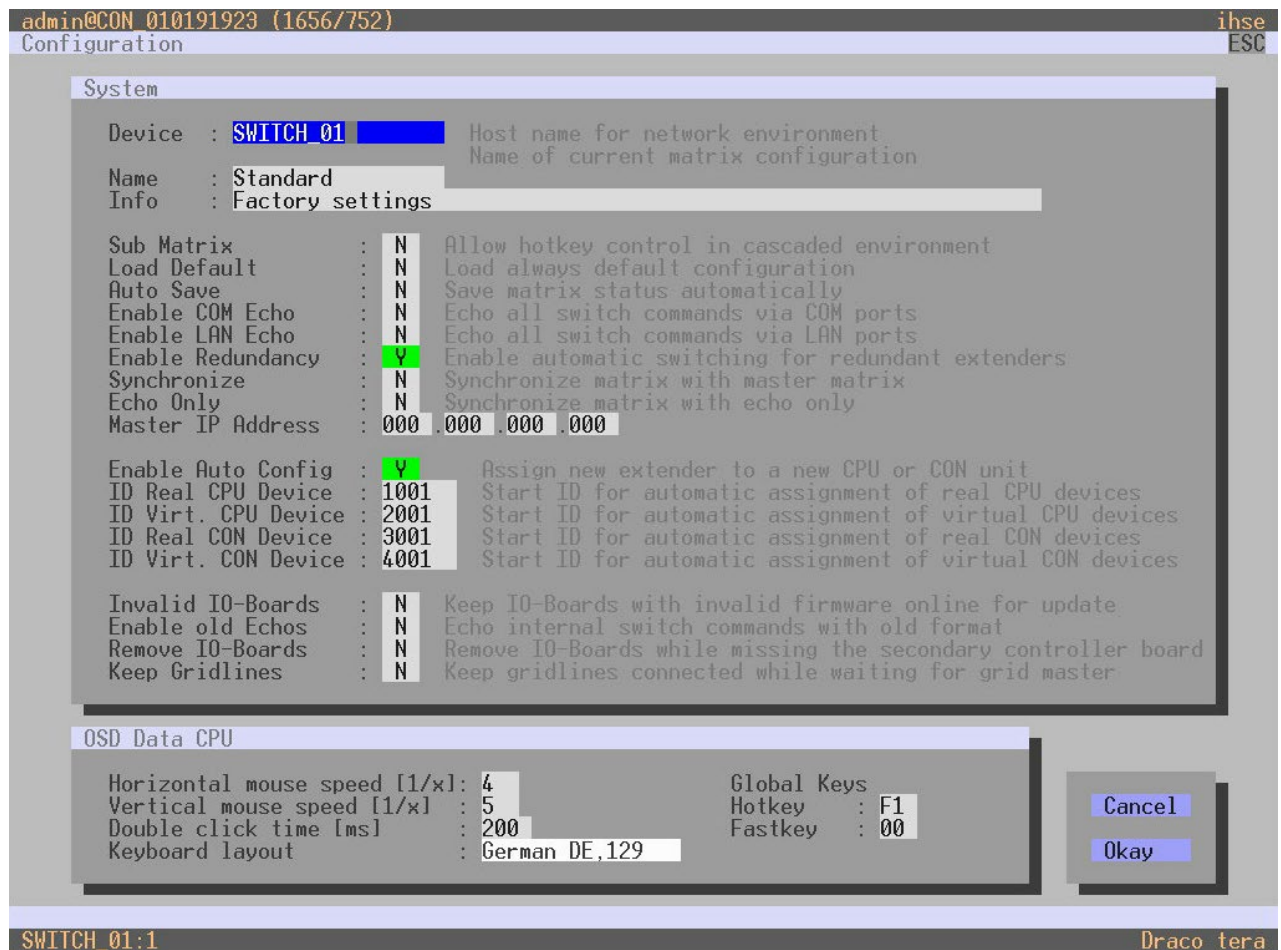 admin@CON_010191923 (1656/752) ihse
Configuration ESC
System
Device : SWITCH_01 Host name for network environment
Name of current matrix configuration
Name : Standard
Info : Factory settings
Sub Matrix : N Allow hotkey control in cascaded environment
Load Default : N Load always default configuration
Auto Save : N Save matrix status automatically
Enable COM Echo : N Echo all switch commands via COM ports
Enable LAN Echo : N Echo all switch commands via LAN ports
Enable Redundancy : Y Enable automatic switching for redundant extenders
Synchronize : N Synchronize matrix with master matrix
Echo Only : N Synchronize matrix with echo only
Master IP Address : 000 .000 .000 .000
Enable Auto Config : Y Assign new extender to a new CPU or CON unit
ID Real CPU Device : 1001 Start ID for automatic assignment of real CPU devices
ID Virt. CPU Device : 2001 Start ID for automatic assignment of virtual CPU devices
ID Real CON Device : 3001 Start ID for automatic assignment of real CON devices
ID Virt. CON Device : 4001 Start ID for automatic assignment of virtual CON devices
Invalid IO-Boards : N Keep IO-Boards with invalid firmware online for update
Enable old Echos : N Echo internal switch commands with old format
Remove IO-Boards : N Remove IO-Boards while missing the secondary controller board
Keep Gridlines : N Keep gridlines connected while waiting for grid master
OSD Data CPU
Horizontal mouse speed [1/x]: 4 Global Keys
Vertical mouse speed [1/x] : 5 Hotkey : F1 Cancel
Double click time [ms] : 200 Fastkey : 00
Keyboard layout : German DE,129 Okay
SWITCH_01:1 Draco tera